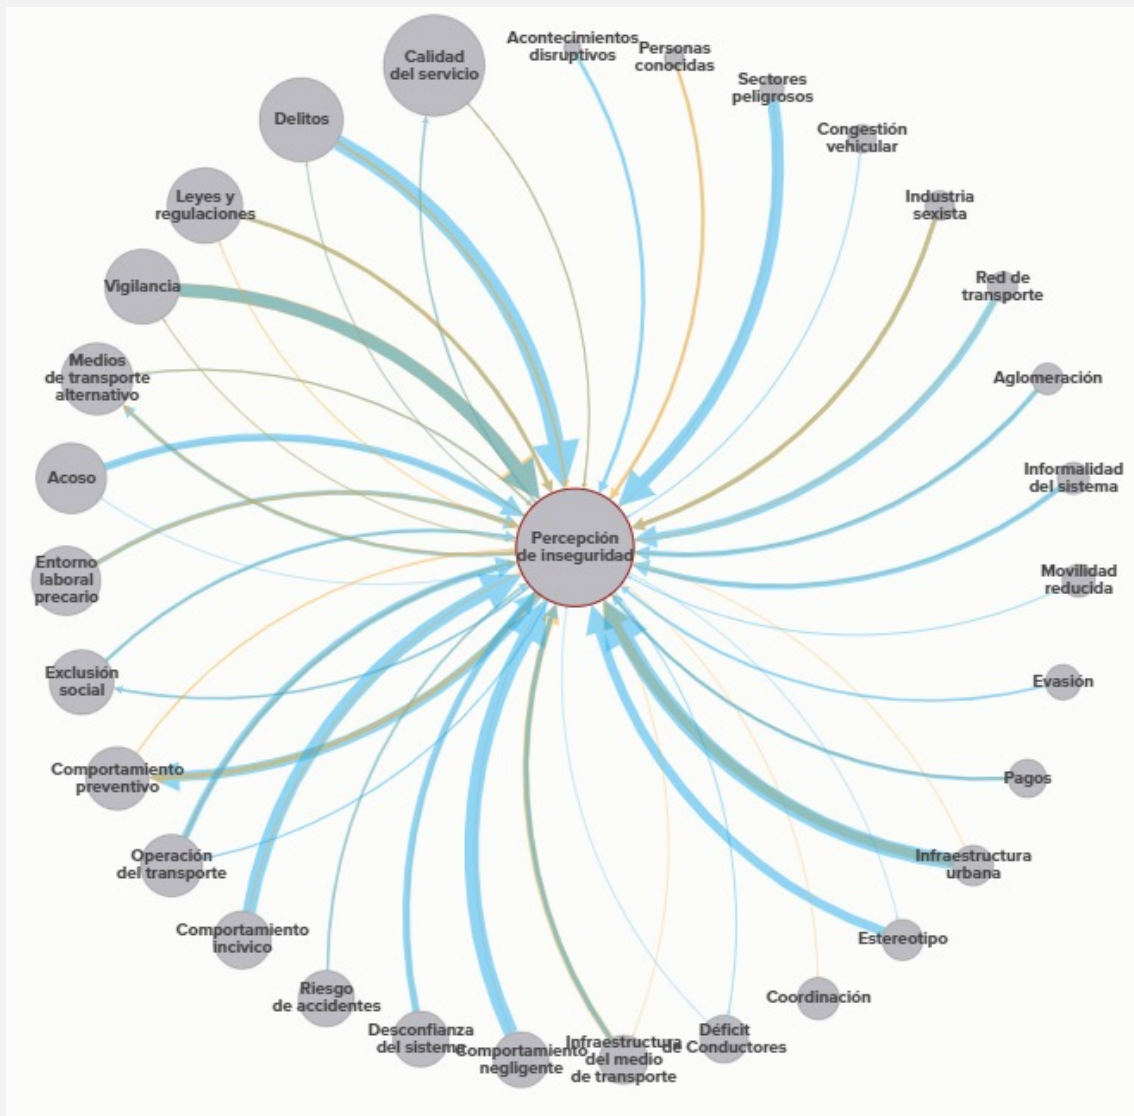 Calidad
del servicio
Acontecimientos
disruptivos
Personas
conocidas
Sectores
peligrosos
Congestión
vehicular
Industria
sexista
Red de
transporte
Aglomeración
Informalidad
del sistema
Movilidad
reducida
Evasión
Pagos
Infraestructura
urbana
Estereotipo
Coordinación
Déficit
de Conductores
Infraestructura
del medio
de transporte
Comportamiento
negligente
Desconfianza
del sistema
Riesgo
de accidentes
Comportamiento
incivico
Operación
del transporte
Comportamiento
preventivo
Exclusión
social
Entorno
laboral
precario
Acoso
Medios
de transporte
alternativo
Vigilancia
Leyes y
regulaciones
Delitos
Percepción
de inseguridad